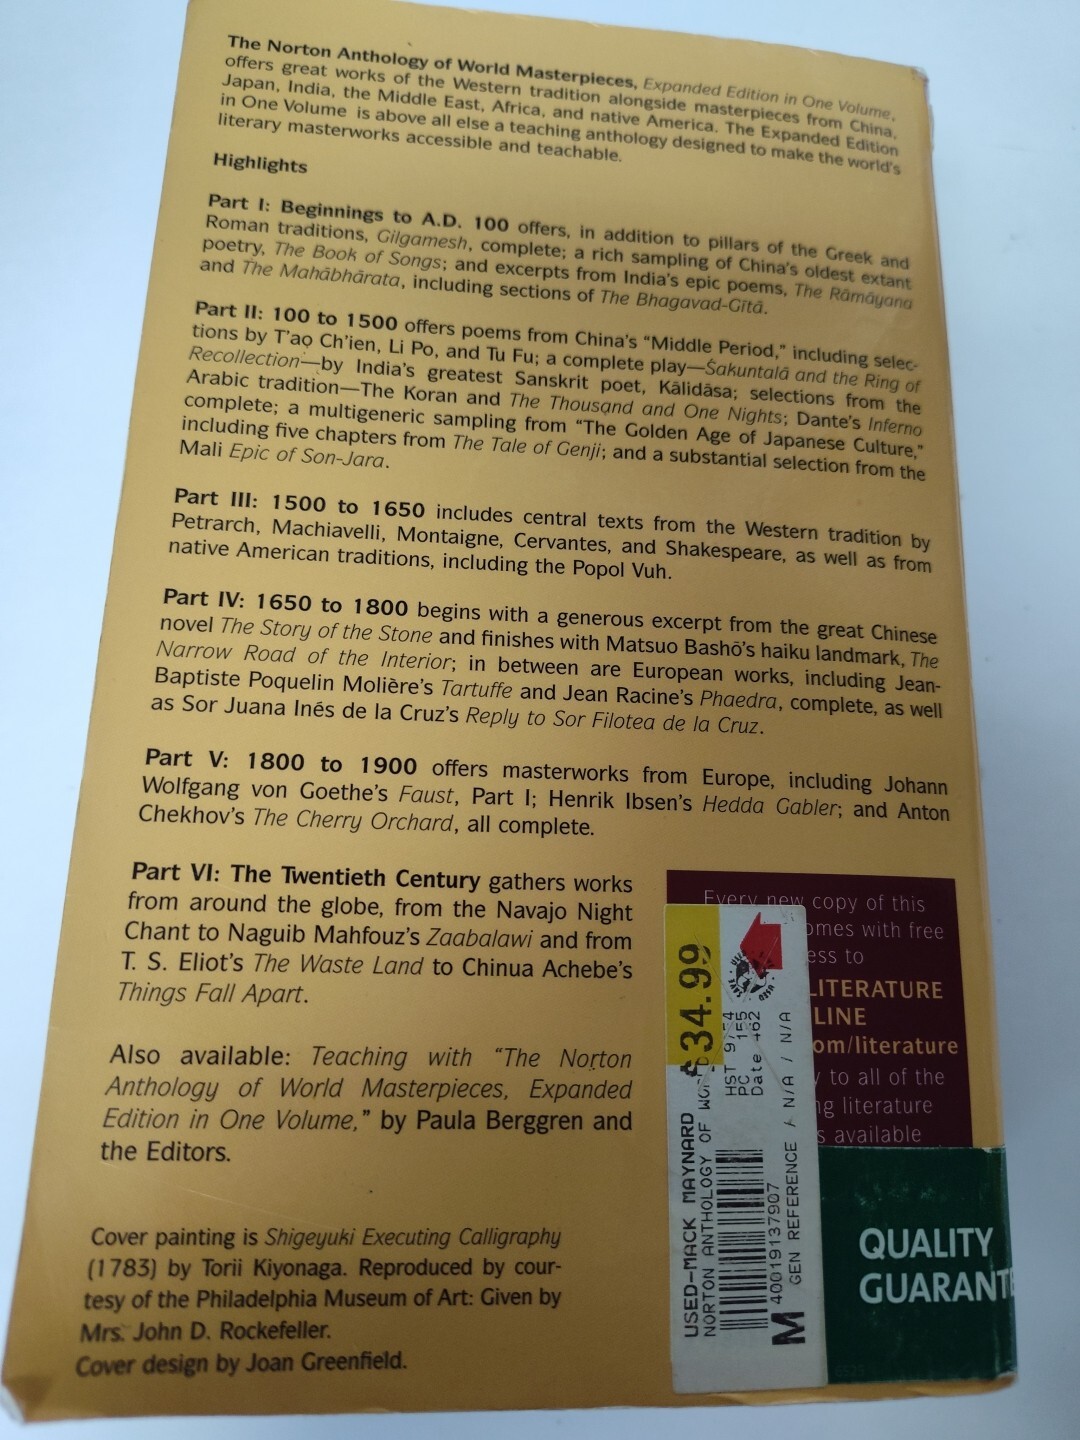 The Norton Anthology of World Masterpieces, Expanded Edition in One Volume,
offers great works of the Western tradition alongside masterpieces from China,
Japan, India, the Middle East, Africa, and native America. The Expanded Edition
in One Volume is above all else a teaching anthology designed to make the world's
literary masterworks accessible and teachable.
Highlights
Part I: Beginnings to A.D. 100 offers, in addition to pillars of the Greek and
Roman traditions, Gilgamesh, complete; a rich sampling of China's oldest extant
poetry, The Book of Songs; and excerpts from India's epic poems, The Rāmāyana
and The Mahābhārata, including sections of The Bhagavad-Gītā.
Part II: 100 to 1500 offers poems from China's “Middle Period,” including selec-
tions by T'ao Ch'ien, Li Po, and Tu Fu; a complete play—Śakuntalā and the Ring of
Recollection—by India's greatest Sanskrit poet, Kālidāsa; selections from the
Arabic tradition—The Koran and The Thousand and One Nights; Dante's Inferno
complete; a multigeneric sampling from “The Golden Age of Japanese Culture,”
including five chapters from The Tale of Genji; and a substantial selection from the
Mali Epic of Son-Jara.
Part III: 1500 to 1650 includes central texts from the Western tradition by
Petrarch, Machiavelli, Montaigne, Cervantes, and Shakespeare, as well as from
native American traditions, including the Popol Vuh.
Part IV: 1650 to 1800 begins with a generous excerpt from the great Chinese
novel The Story of the Stone and finishes with Matsuo Bashō's haiku landmark, The
Narrow Road of the Interior; in between are European works, including Jean-
Baptiste Poquelin Molière's Tartuffe and Jean Racine's Phaedra, complete, as well
as Sor Juana Inés de la Cruz's Reply to Sor Filotea de la Cruz.
Part V: 1800 to 1900 offers masterworks from Europe, including Johann
Wolfgang von Goethe's Faust, Part I; Henrik Ibsen's Hedda Gabler; and Anton
Chekhov's The Cherry Orchard, all complete.
Part VI: The Twentieth Century gathers works
from around the globe, from the Navajo Night
Chant to Naguib Mahfouz's Zaabalawi and from
T. S. Eliot's The Waste Land to Chinua Achebe's
Things Fall Apart.
Also available: Teaching with “The Norton
Anthology of World Masterpieces, Expanded
Edition in One Volume,” by Paula Berggren and
the Editors.
Cover painting is Shigeyuki Executing Calligraphy
(1783) by Torii Kiyonaga. Reproduced by cour-
tesy of the Philadelphia Museum of Art: Given by
Mrs. John D. Rockefeller.
Cover design by Joan Greenfield.
Every new copy of this
omes with free
ess to
LITERATURE
LINE
om/literature
to all of the
ng literature
s available
34.99
USED-MACK MAYNARD
NORTON ANTHOLOGY OF
HST
PC 155
Date 462
40019137907
M GEN REFERENCE
N/A / N/A
QUALITY
GUARANTE